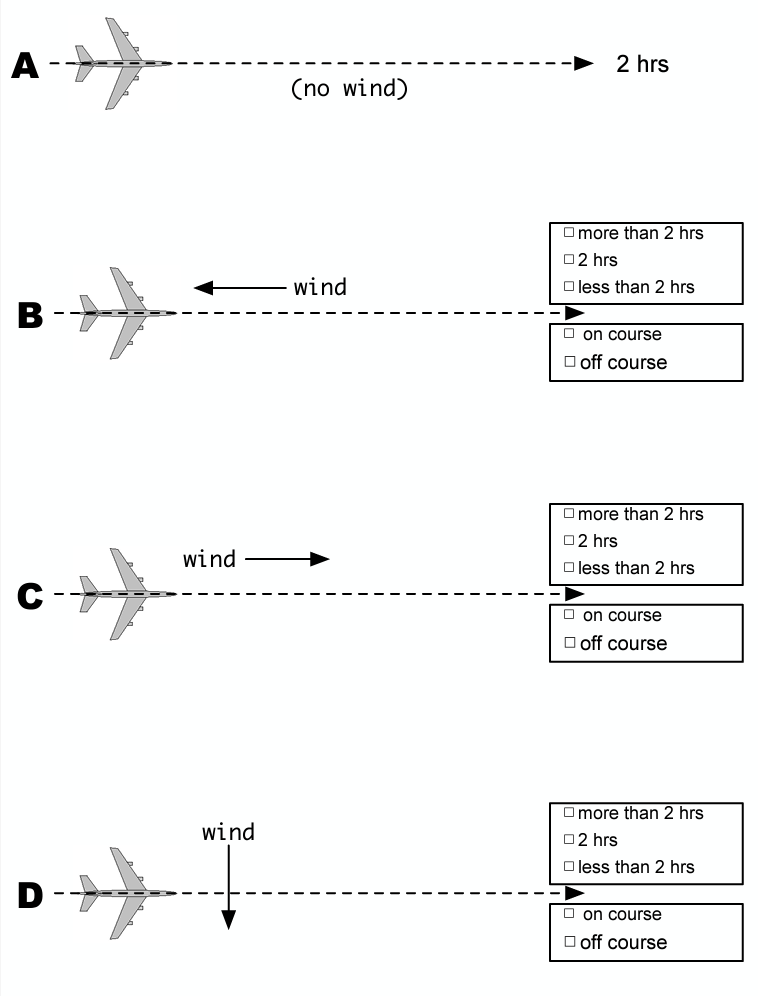 A
2 hrs
(no wind)
more than 2 hrs
2 hrs
less than 2 hrs
wind
B
on course
off course
more than 2 hrs
2 hrs
less than 2 hrs
wind
C
on course
off course
more than 2 hrs
2 hrs
less than 2 hrs
wind
D
on course
off course